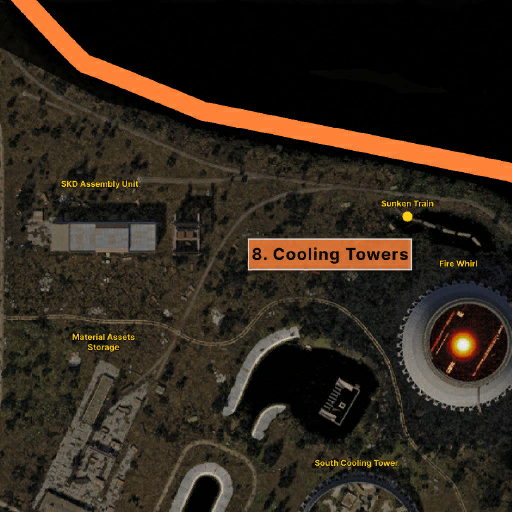 SKD Assembly Unit
Sunken Train
8. Cooling Towers
Fire Whirl
Material Assets
Storage
South Cooling Tower